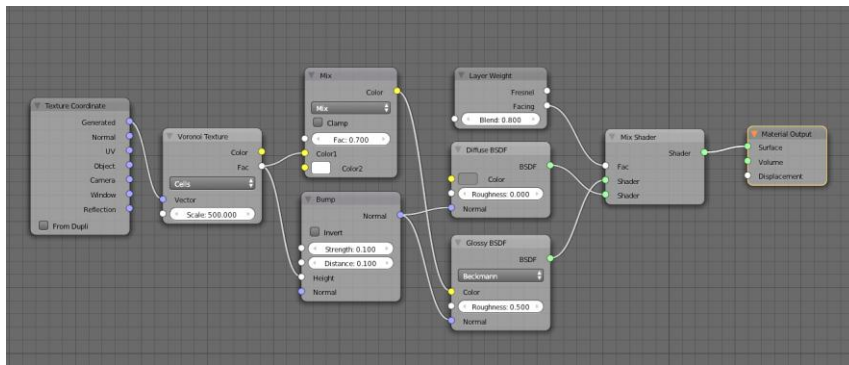 Texture Coordinate
Generated
Normal
UV
Object
Camera
Window
Reflection
From Dupli
Voronoi Texture
Color
Fac
Cells
Vector
Scale: 500.000
Mix
Color
Mix
Clamp
Fac: 0.700
Color1
Color2
Bump
Normal
Invert
Strength: 0.100
Distance: 0.100
Height
Normal
Layer Weight
Fresnel
Facing
Blend: 0.800
Diffuse BSDF
BSDF
Color
Roughness: 0.000
Normal
Glossy BSDF
BSDF
Beckmann
Color
Roughness: 0.500
Normal
Mix Shader
Shader
Fac
Shader
Shader
Material Output
Surface
Volume
Displacement